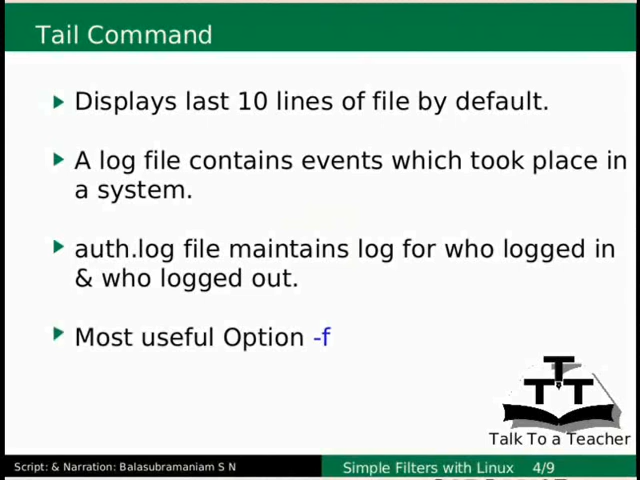 Tail Command
Displays last 10 lines of file by default.
A log file contains events which took place in
a system.
auth.log file maintains log for who logged in
& who logged out.
Most useful Option -f
TTT
Talk To a Teacher
Script: & Narration: Balasubramaniam S N
Simple Filters with Linux 4/9